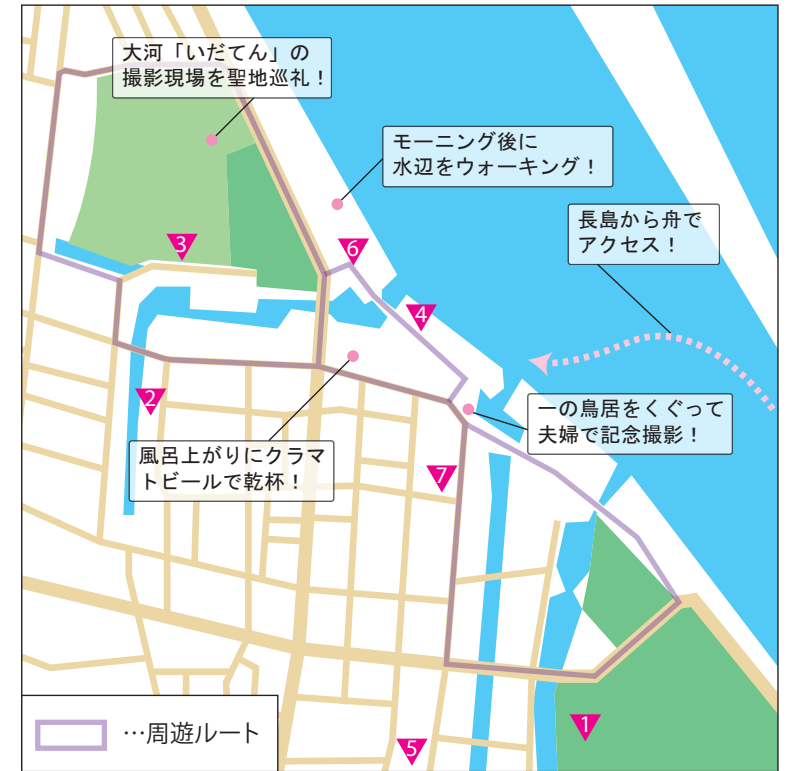 大河「いだてん」の
撮影現場を聖地巡礼！
モーニング後に
水辺をウォーキング！
長島から舟で
アクセス！
3
6
4
2
一の鳥居をくぐって
夫婦で記念撮影！
風呂上がりにクラマ
トビールで乾杯！
7
1
5
…周遊ルート